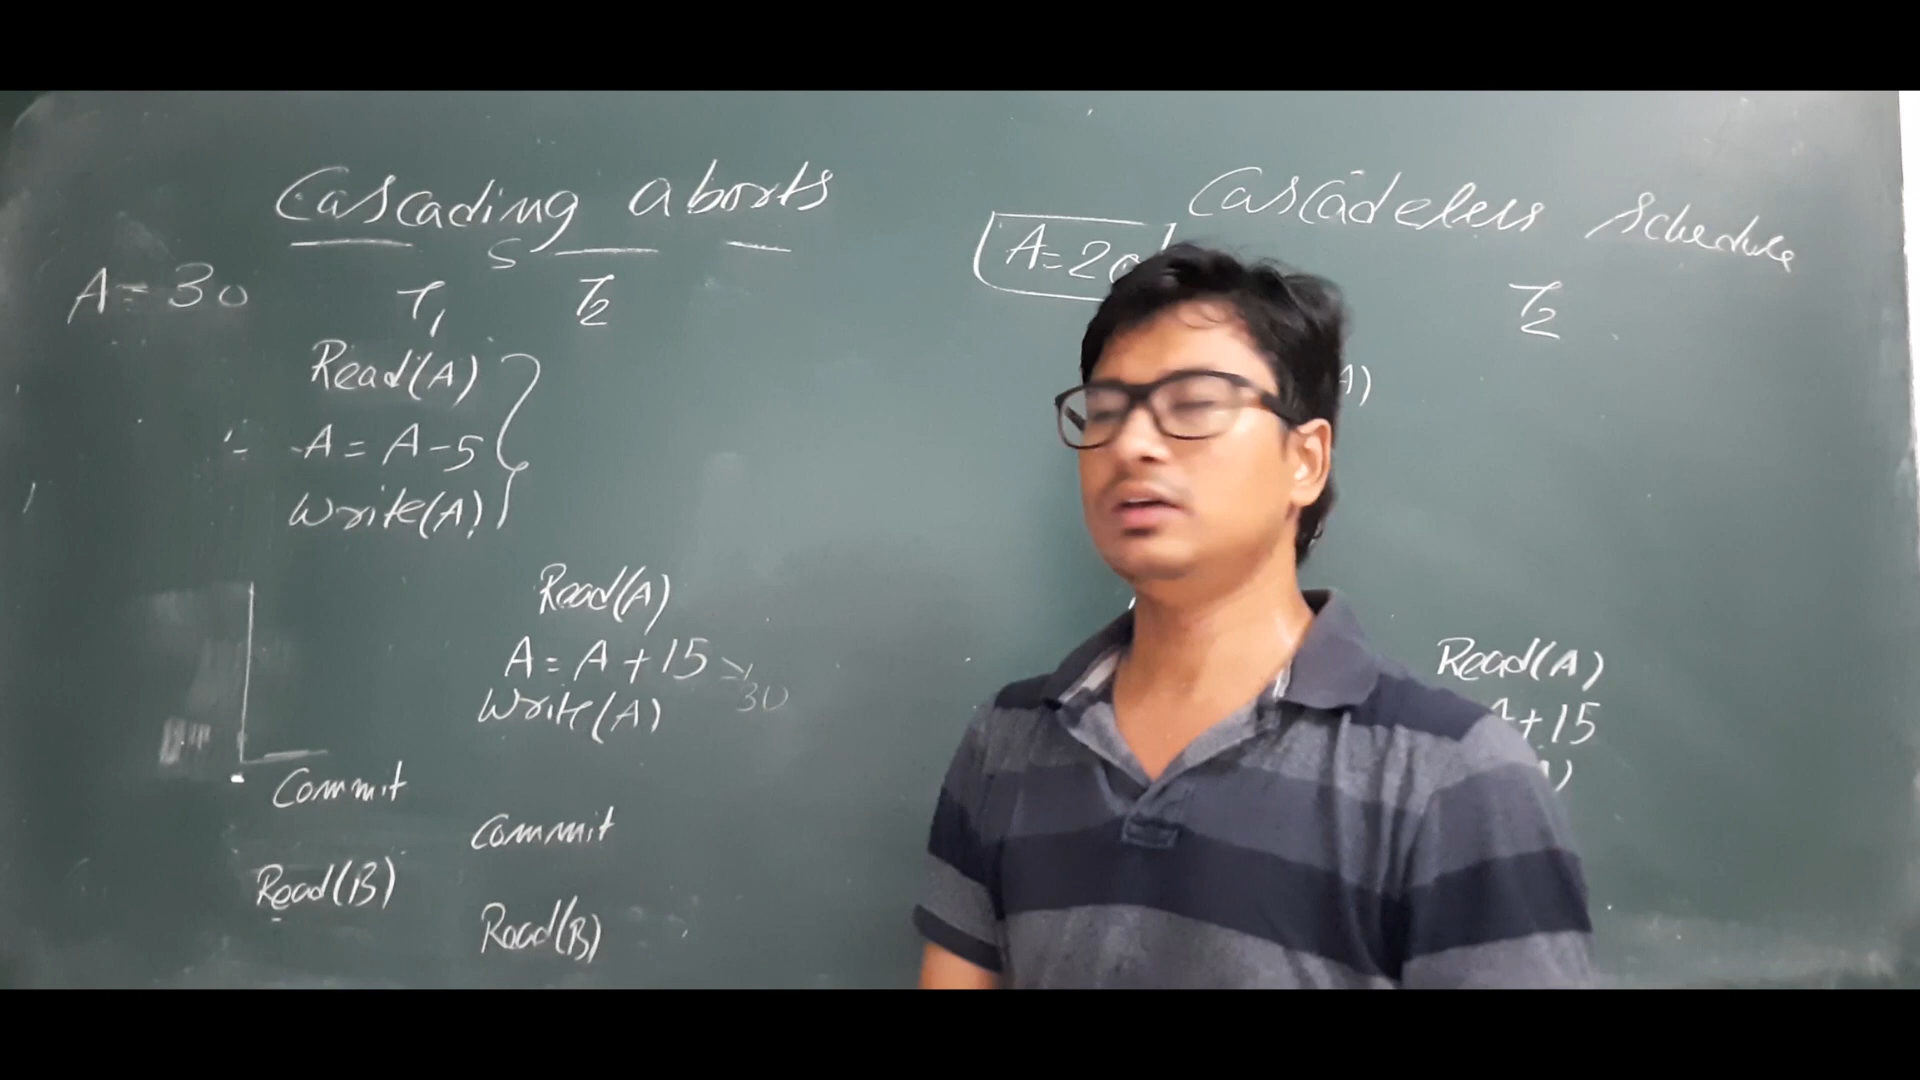 Cascading aborts
S
A = 30
T1
T2
Read(A)
A = A - 5
Write(A)
Read(A)
A = A + 15
30
Write(A)
Commit
Commit
Read(B)
Read(B)
Cascadeless Schedule
A = 20
T2
A)
Read(A)
A + 15
)